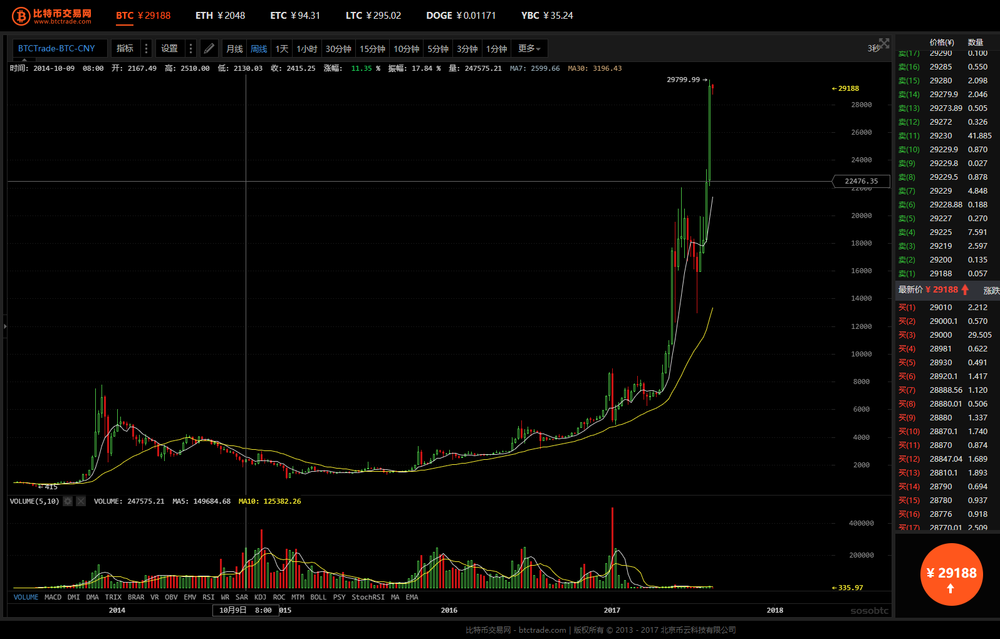 比特币交易网
www.btctrade.com
BTC ¥29188 ETH ¥2048 ETC ¥94.31 LTC ¥295.02 DOGE ¥0.01171 YBC ¥35.24
BTCTrade-BTC-CNY 指标 设置 月线 周线 1天 1小时 30分钟 15分钟 10分钟 5分钟 3分钟 1分钟 更多 3秒
时间: 2014-10-09 08:00 开: 2167.49 高: 2510.00 低: 2130.03 收: 2415.25 涨幅: 11.35 % 振幅: 17.84 % 量: 247575.21 MA7: 2599.66 MA30: 3196.43
29799.99→
←29188
28000
26000
24000
22476.35
22000
20000
18000
16000
14000
12000
10000
8000
6000
4000
2000
←415
VOLUME(5,10) VOLUME: 247575.21 MA5: 149684.68 MA10: 125382.26
400000
200000
←335.97
VOLUME MACD DMI DMA TRIX BRAR VR OBV EMV RSI WR SAR KDJ ROC MTM BOLL PSY StochRSI MA EMA
2014 10月9日 8:00 015 2016 2017 2018
sosobtc
价格(¥) 数量
卖(17) 29290 0.100
卖(16) 29285 0.550
卖(15) 29280 2.098
卖(14) 29279.9 2.046
卖(13) 29273.89 0.505
卖(12) 29272 0.326
卖(11) 29230 41.885
卖(10) 29229.9 0.870
卖(9) 29229.8 0.027
卖(8) 29229.5 0.878
卖(7) 29229 4.848
卖(6) 29228.88 0.188
卖(5) 29227 0.270
卖(4) 29225 7.591
卖(3) 29219 2.597
卖(2) 29200 0.135
卖(1) 29188 0.057
最新价 ¥29188 涨跌
买(1) 29010 2.212
买(2) 29000.1 0.570
买(3) 29000 29.505
买(4) 28981 0.622
买(5) 28930 0.491
买(6) 28920.1 1.417
买(7) 28888.56 1.120
买(8) 28880.01 0.506
买(9) 28880 1.337
买(10) 28870.1 1.740
买(11) 28870 0.874
买(12) 28847.04 1.689
买(13) 28810.1 1.893
买(14) 28790 0.694
买(15) 28780 0.937
买(16) 28776 0.918
买(17) 28770.01 2.509
¥29188
比特币交易网 - btctrade.com | 版权所有 © 2013 - 2017 北京币云科技有限公司